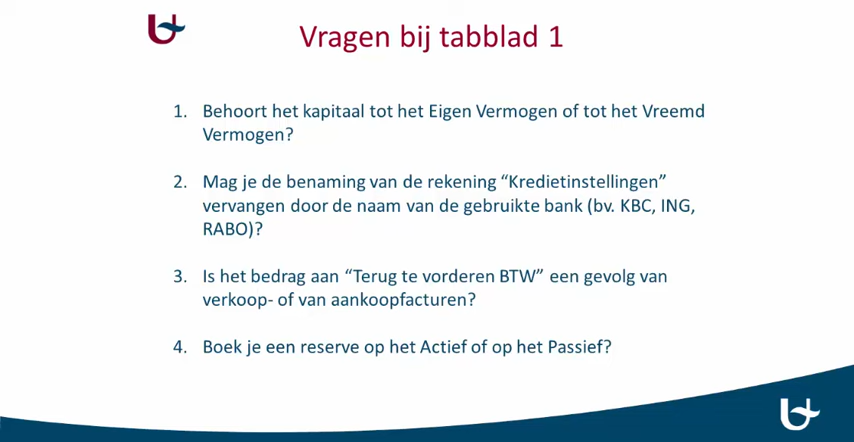 Vragen bij tabblad 1
1. Behoort het kapitaal tot het Eigen Vermogen of tot het Vreemd
Vermogen?
2. Mag je de benaming van de rekening “Kredietinstellingen”
vervangen door de naam van de gebruikte bank (bv. KBC, ING,
RABO)?
3. Is het bedrag aan “Terug te vorderen BTW” een gevolg van
verkoop- of van aankoopfacturen?
4. Boek je een reserve op het Actief of op het Passief?